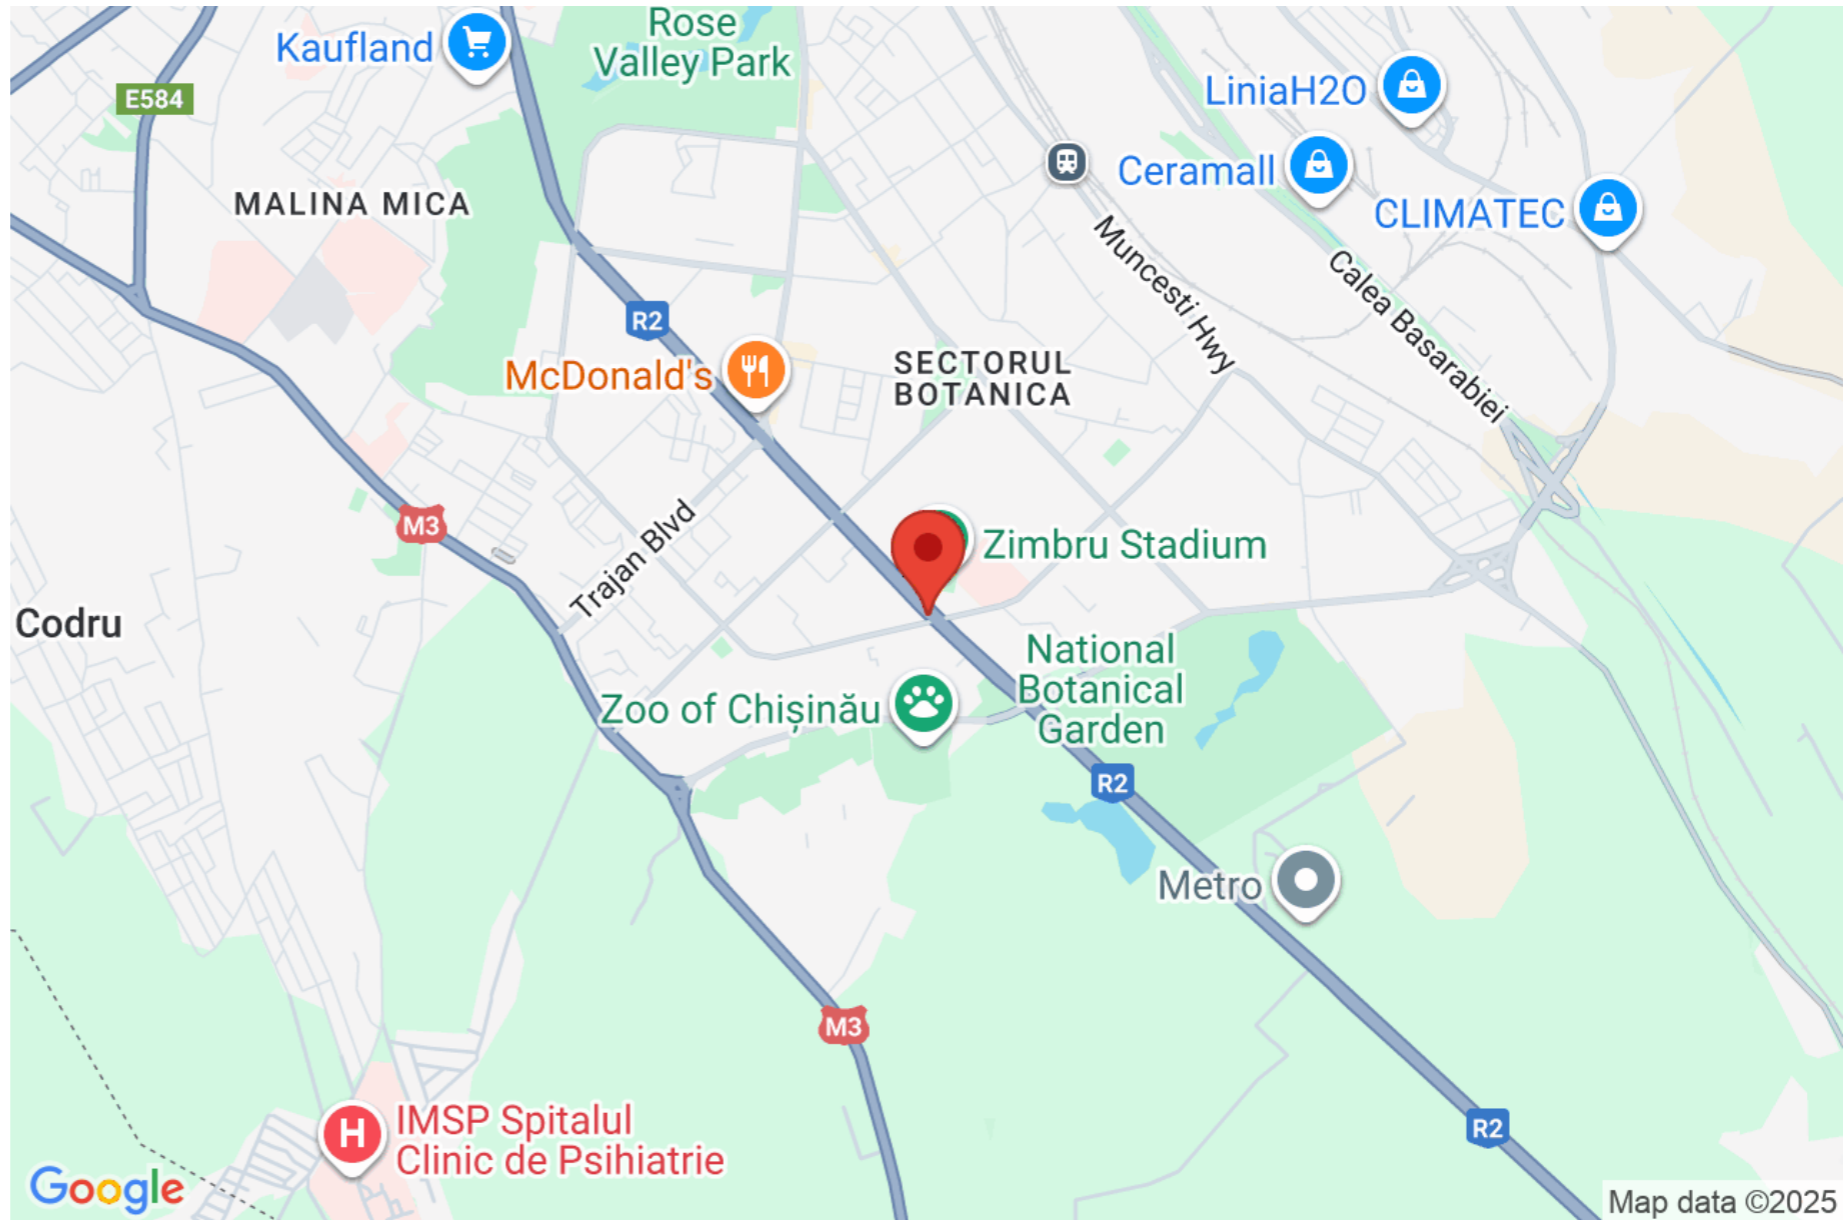 Rose
Valley Park
Kaufland
E584
LiniaH2O
Ceramall
MALINA MICA
CLIMATEC
Muncesti Hwy
Calea Basarabiei
R2
McDonald's
SECTORUL
BOTANICA
M3
Trajan Blvd
Zimbru Stadium
Codru
National
Botanical
Garden
Zoo of Chișinău
R2
Metro
M3
IMSP Spitalul
Clinic de Psihiatrie
H
R2
Google
Map data ©2025